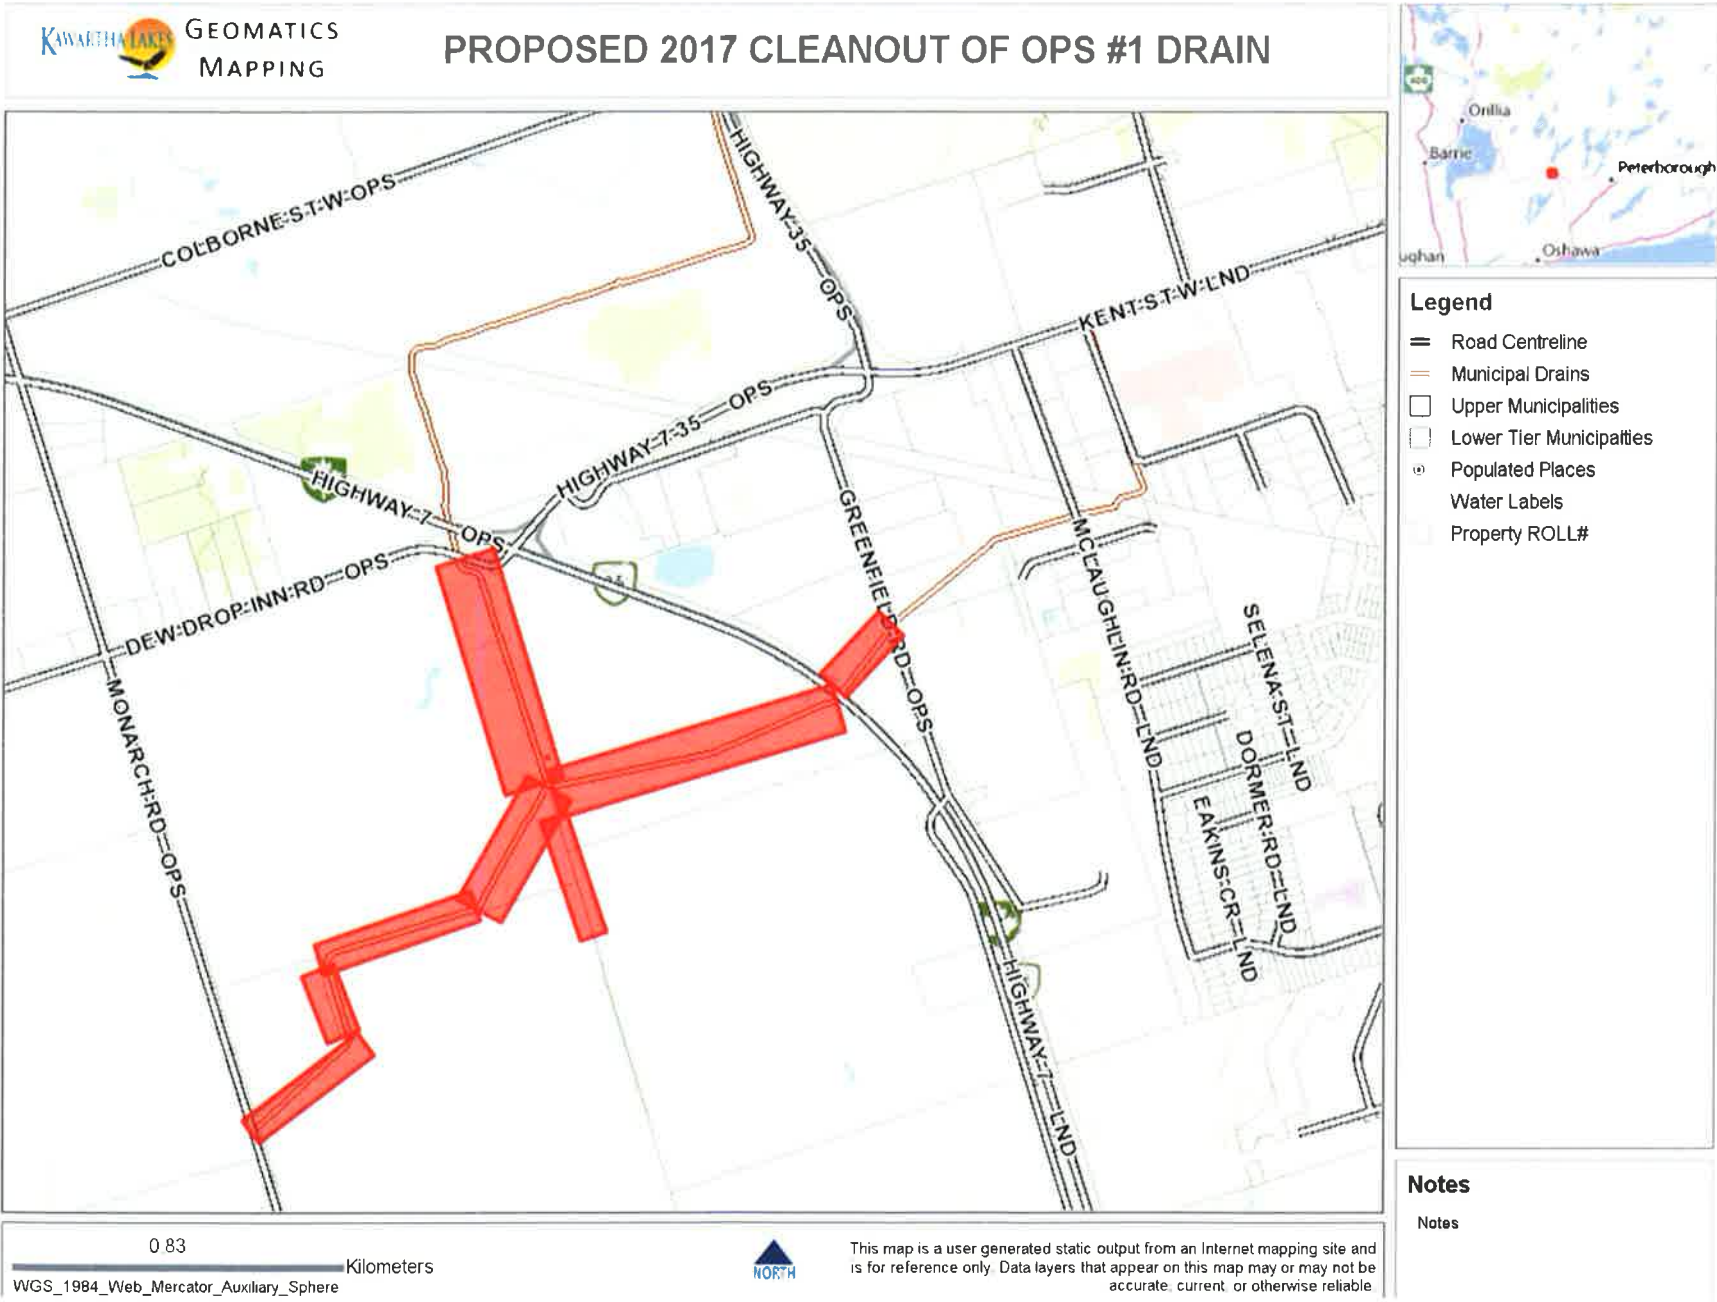 KAWARTHA LAKES
GEOMATICS
MAPPING
PROPOSED 2017 CLEANOUT OF OPS #1 DRAIN
400
Orillia
Barrie
Peterborough
Oshawa
ughan
COLBORNE ST W OPS
HIGHWAY 35 OPS
KENT ST W LND
HIGHWAY 7 35 OPS
HIGHWAY 7 OPS
DEW DROP INN RD OPS
GREENFIELD RD OPS
MCLAUGHLIN RD LND
SELENA ST LND
DORMER RD LND
EAKINS CR LND
MONARCH RD OPS
HIGHWAY 7 LND
Legend
Road Centreline
Municipal Drains
Upper Municipalities
Lower Tier Municipalities
Populated Places
Water Labels
Property ROLL#
Notes
Notes
0 83
Kilometers
WGS_1984_Web_Mercator_Auxiliary_Sphere
NORTH
This map is a user generated static output from an Internet mapping site and
is for reference only. Data layers that appear on this map may or may not be
accurate, current, or otherwise reliable.